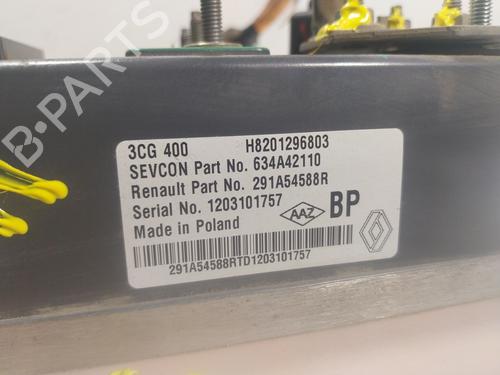 B-PARTS
3CG 400 H8201296803
SEVCON Part No. 634A42110
Renault Part No. 291A54588R
Serial No. 1203101757
Made in Poland
AAZ
BP
291A54588RTD1203101757